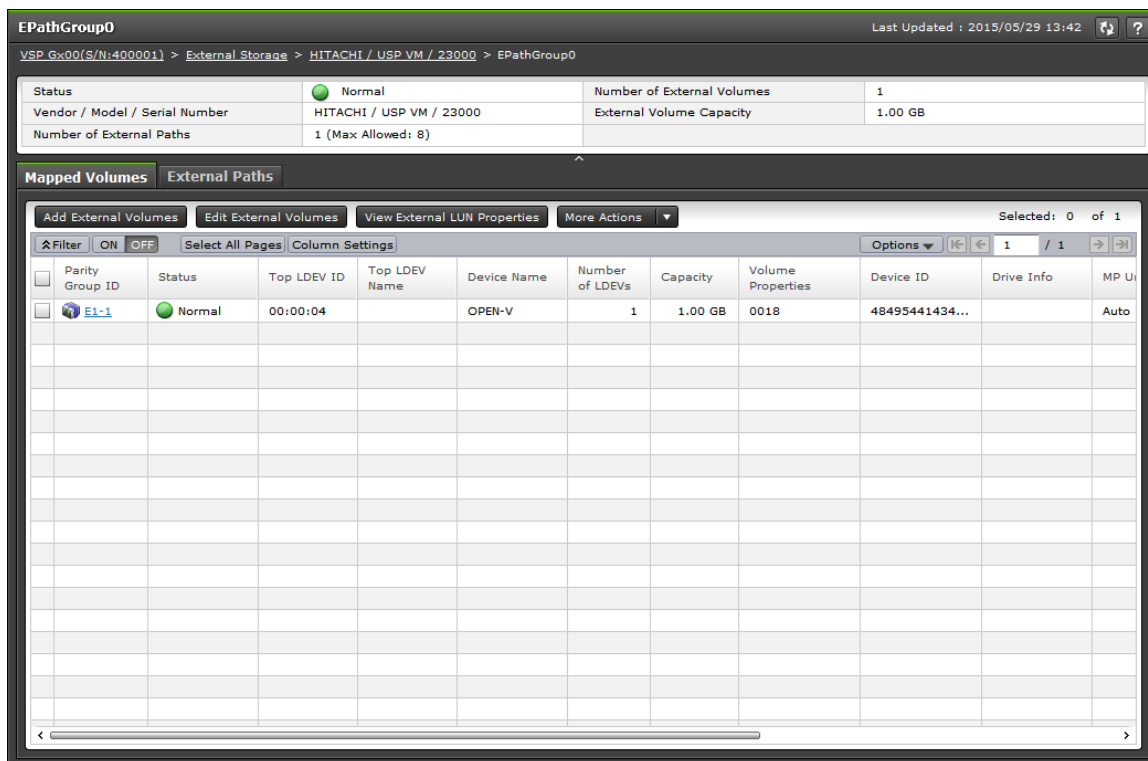 EPathGroup0 Last Updated : 2015/05/29 13:42 ?
VSP Gx00(S/N:400001) > External Storage > HITACHI / USP VM / 23000 > EPathGroup0
Status Normal Number of External Volumes 1
Vendor / Model / Serial Number HITACHI / USP VM / 23000 External Volume Capacity 1.00 GB
Number of External Paths 1 (Max Allowed: 8)
Mapped Volumes External Paths
Add External Volumes Edit External Volumes View External LUN Properties More Actions Selected: 0 of 1
Filter ON OFF Select All Pages Column Settings Options 1 / 1
Parity Group ID Status Top LDEV ID Top LDEV Name Device Name Number of LDEVs Capacity Volume Properties Device ID Drive Info MP
E1-1 Normal 00:00:04 OPEN-V 1 1.00 GB 0018 48495441434... Auto